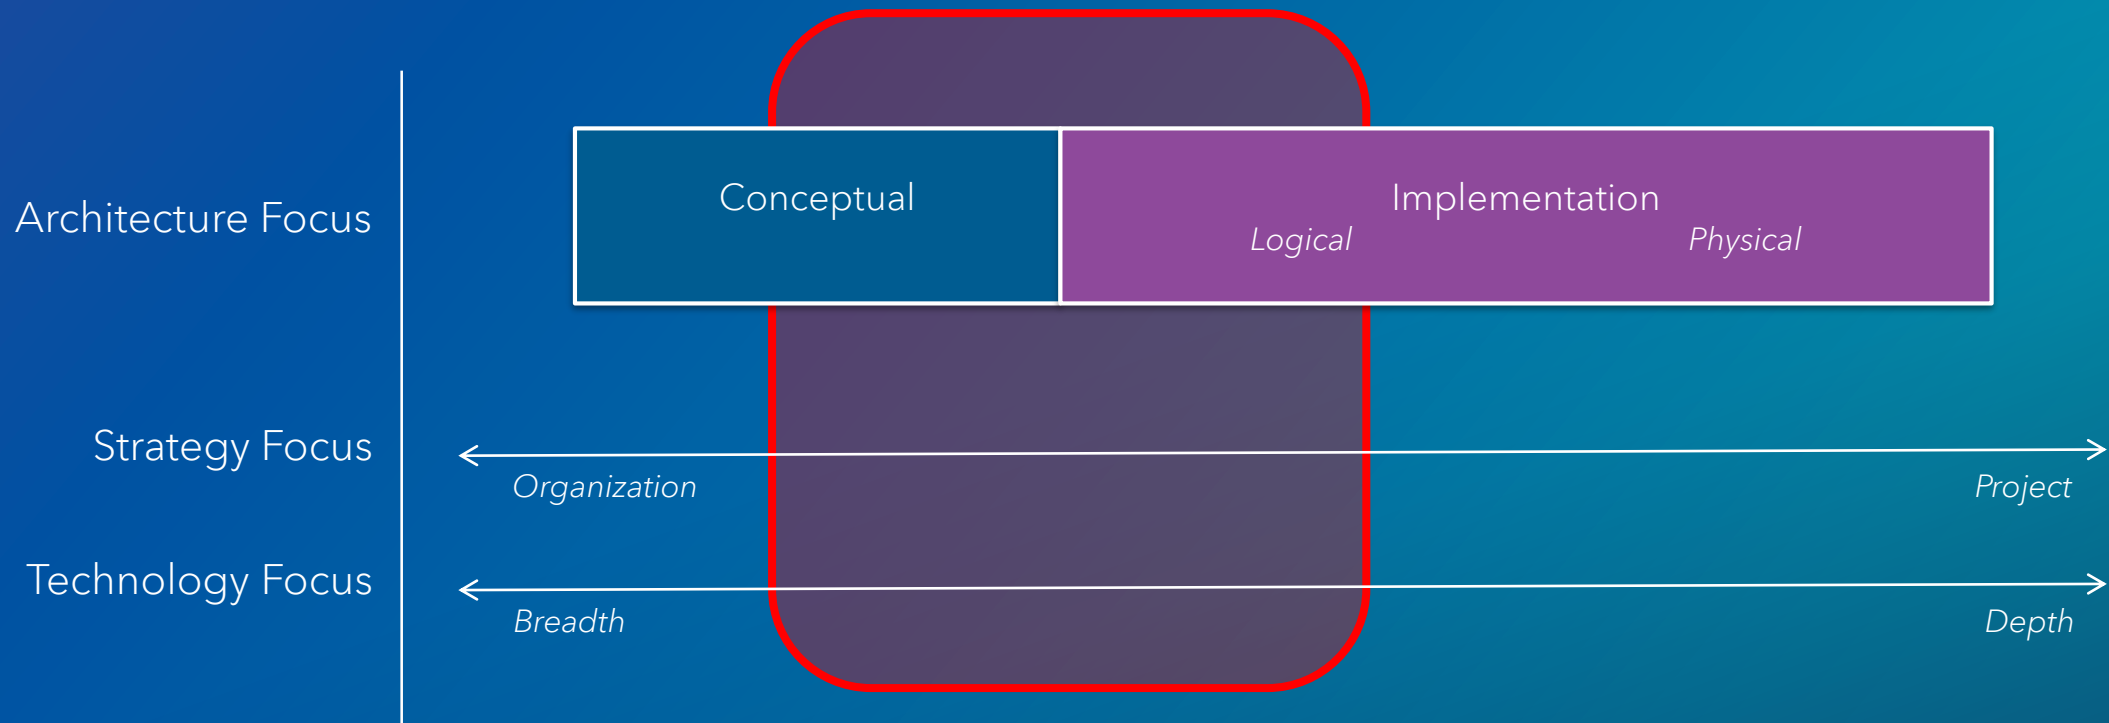 Conceptual
Implementation
Architecture Focus
Logical
Physical
Strategy Focus
Organization
Project
Technology Focus
Breadth
Depth